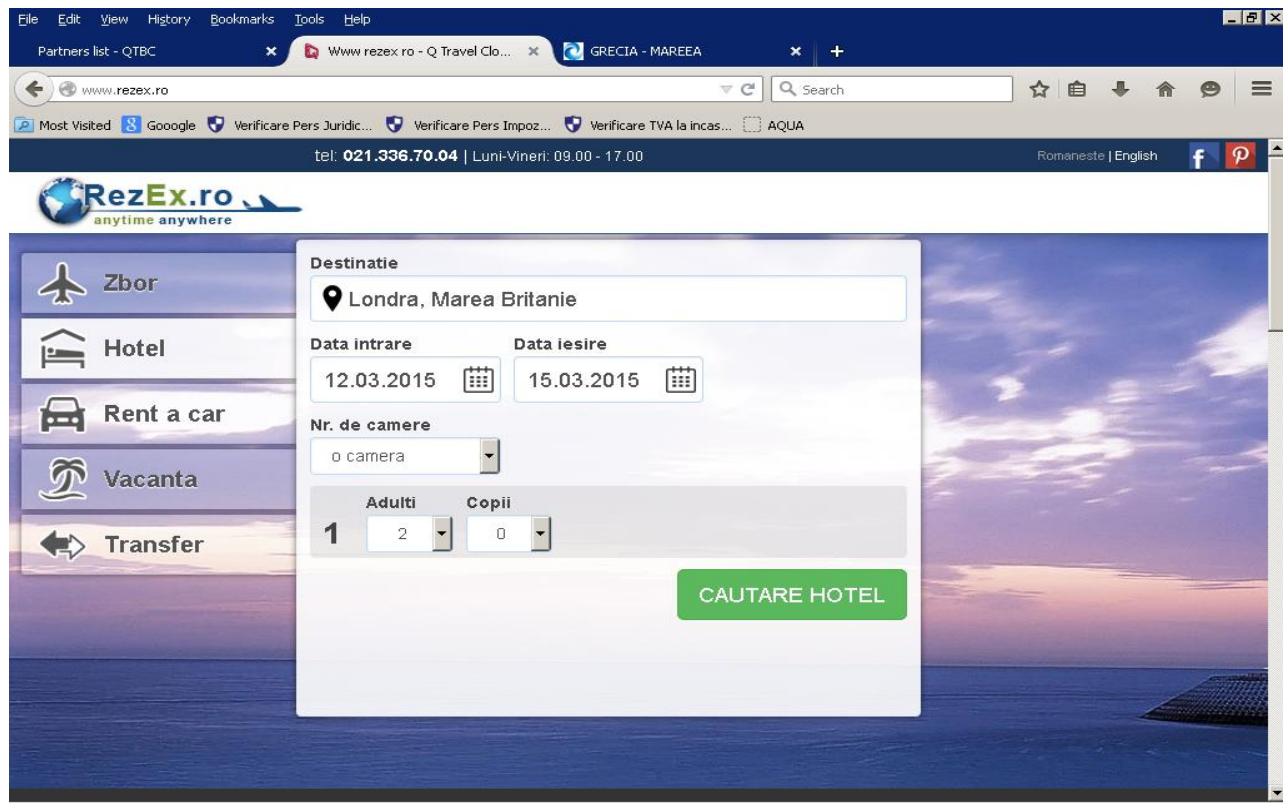 File Edit View History Bookmarks Tools Help
Partners list - QTBC
Www rezex ro - Q Travel Clo...
GRECIA - MAREEA
www.rezex.ro
Search
Most Visited
Gooogle
Verificare Pers Juridic...
Verificare Pers Impoz...
Verificare TVA la incas...
AQUA
tel: 021.336.70.04 | Luni-Vineri: 09.00 - 17.00
Romaneste | English
RezEx.ro
anytime anywhere
Zbor
Hotel
Rent a car
Vacanta
Transfer
Destinatie
Londra, Marea Britanie
Data intrare Data iesire
12.03.2015 15.03.2015
Nr. de camere
o camera
Adulti Copii
1 2 0
CAUTARE HOTEL